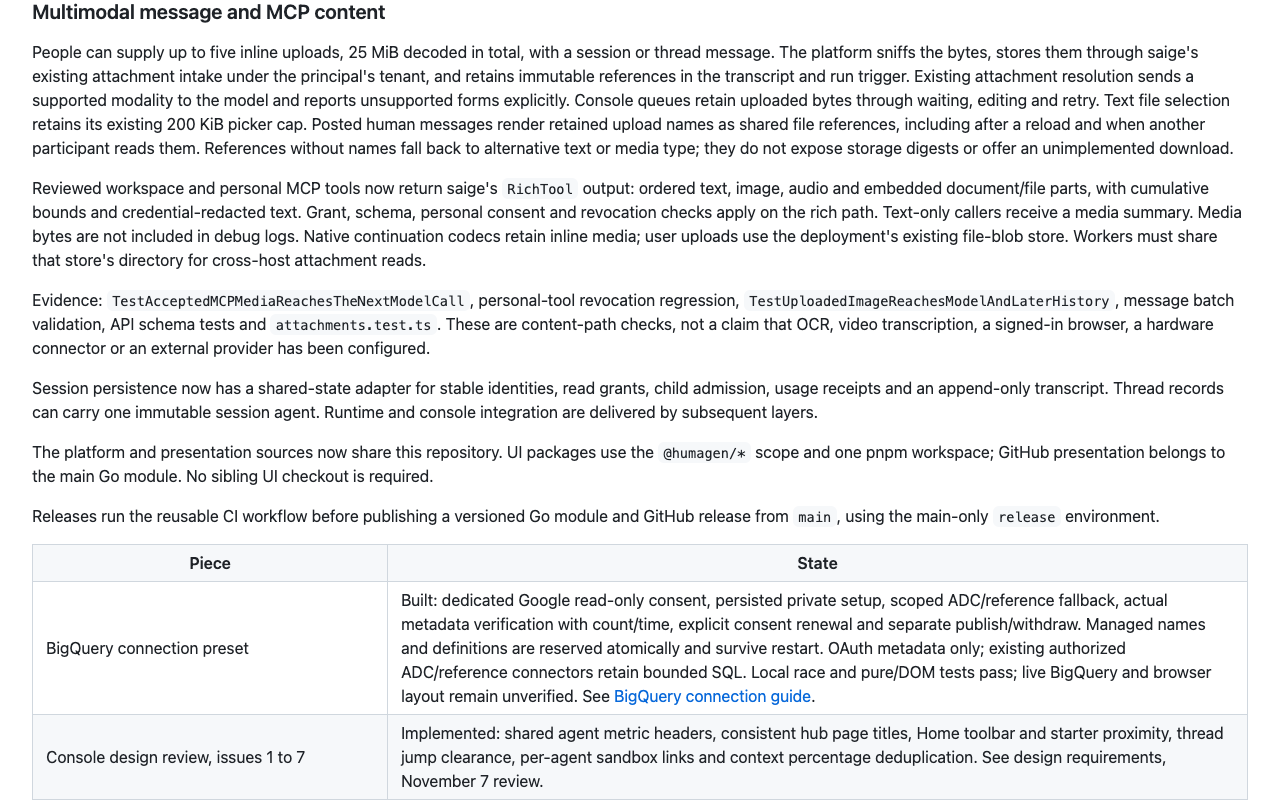 Multimodal message and MCP content
People can supply up to five inline uploads, 25 MiB decoded in total, with a session or thread message. The platform sniffs the bytes, stores them through saige's
existing attachment intake under the principal's tenant, and retains immutable references in the transcript and run trigger. Existing attachment resolution sends a
supported modality to the model and reports unsupported forms explicitly. Console queues retain uploaded bytes through waiting, editing and retry. Text file selection
retains its existing 200 KiB picker cap. Posted human messages render retained upload names as shared file references, including after a reload and when another
participant reads them. References without names fall back to alternative text or media type; they do not expose storage digests or offer an unimplemented download.
Reviewed workspace and personal MCP tools now return saige's RichTool output: ordered text, image, audio and embedded document/file parts, with cumulative
bounds and credential-redacted text. Grant, schema, personal consent and revocation checks apply on the rich path. Text-only callers receive a media summary. Media
bytes are not included in debug logs. Native continuation codecs retain inline media; user uploads use the deployment's existing file-blob store. Workers must share
that store's directory for cross-host attachment reads.
Evidence: TestAcceptedMCPMediaReachesTheNextModelCall , personal-tool revocation regression, TestUploadedImageReachesModelAndLaterHistory , message batch
validation, API schema tests and attachments.test.ts . These are content-path checks, not a claim that OCR, video transcription, a signed-in browser, a hardware
connector or an external provider has been configured.
Session persistence now has a shared-state adapter for stable identities, read grants, child admission, usage receipts and an append-only transcript. Thread records
can carry one immutable session agent. Runtime and console integration are delivered by subsequent layers.
The platform and presentation sources now share this repository. UI packages use the @humagen/* scope and one pnpm workspace; GitHub presentation belongs to
the main Go module. No sibling UI checkout is required.
Releases run the reusable CI workflow before publishing a versioned Go module and GitHub release from main , using the main-only release environment.
Piece
State
BigQuery connection preset
Built: dedicated Google read-only consent, persisted private setup, scoped ADC/reference fallback, actual
metadata verification with count/time, explicit consent renewal and separate publish/withdraw. Managed names
and definitions are reserved atomically and survive restart. OAuth metadata only; existing authorized
ADC/reference connectors retain bounded SQL. Local race and pure/DOM tests pass; live BigQuery and browser
layout remain unverified. See BigQuery connection guide.
Console design review, issues 1 to 7
Implemented: shared agent metric headers, consistent hub page titles, Home toolbar and starter proximity, thread
jump clearance, per-agent sandbox links and context percentage deduplication. See design requirements,
November 7 review.